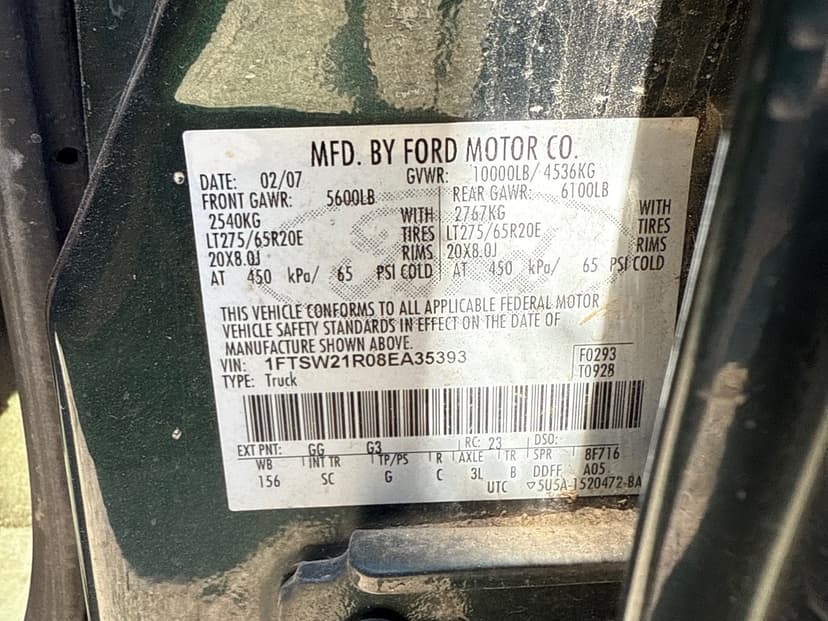 MFD. BY FORD MOTOR CO.
DATE: 02/07 GVWR: 10000LB/ 4536KG
FRONT GAWR: 5600LB REAR GAWR: 6100LB
2540KG WITH 2767KG WITH
LT275/65R20E TIRES LT275/65R20E TIRES
20X8.0J RIMS 20X8.0J RIMS
AT 450 kPa/ 65 PSI COLD AT 450 kPa/ 65 PSI COLD
THIS VEHICLE CONFORMS TO ALL APPLICABLE FEDERAL MOTOR
VEHICLE SAFETY STANDARDS IN EFFECT ON THE DATE OF
MANUFACTURE SHOWN ABOVE.
VIN: 1FTSW21R08EA35393 F0293
TYPE: Truck T0928
EXT PNT: GG G3 RC: 23 DSO:
WB INT TR TP/PS R AXLE TR SPR 8F716
156 SC G C 3L B DDFF A05
UTC ▽5U5A-1520472-BA